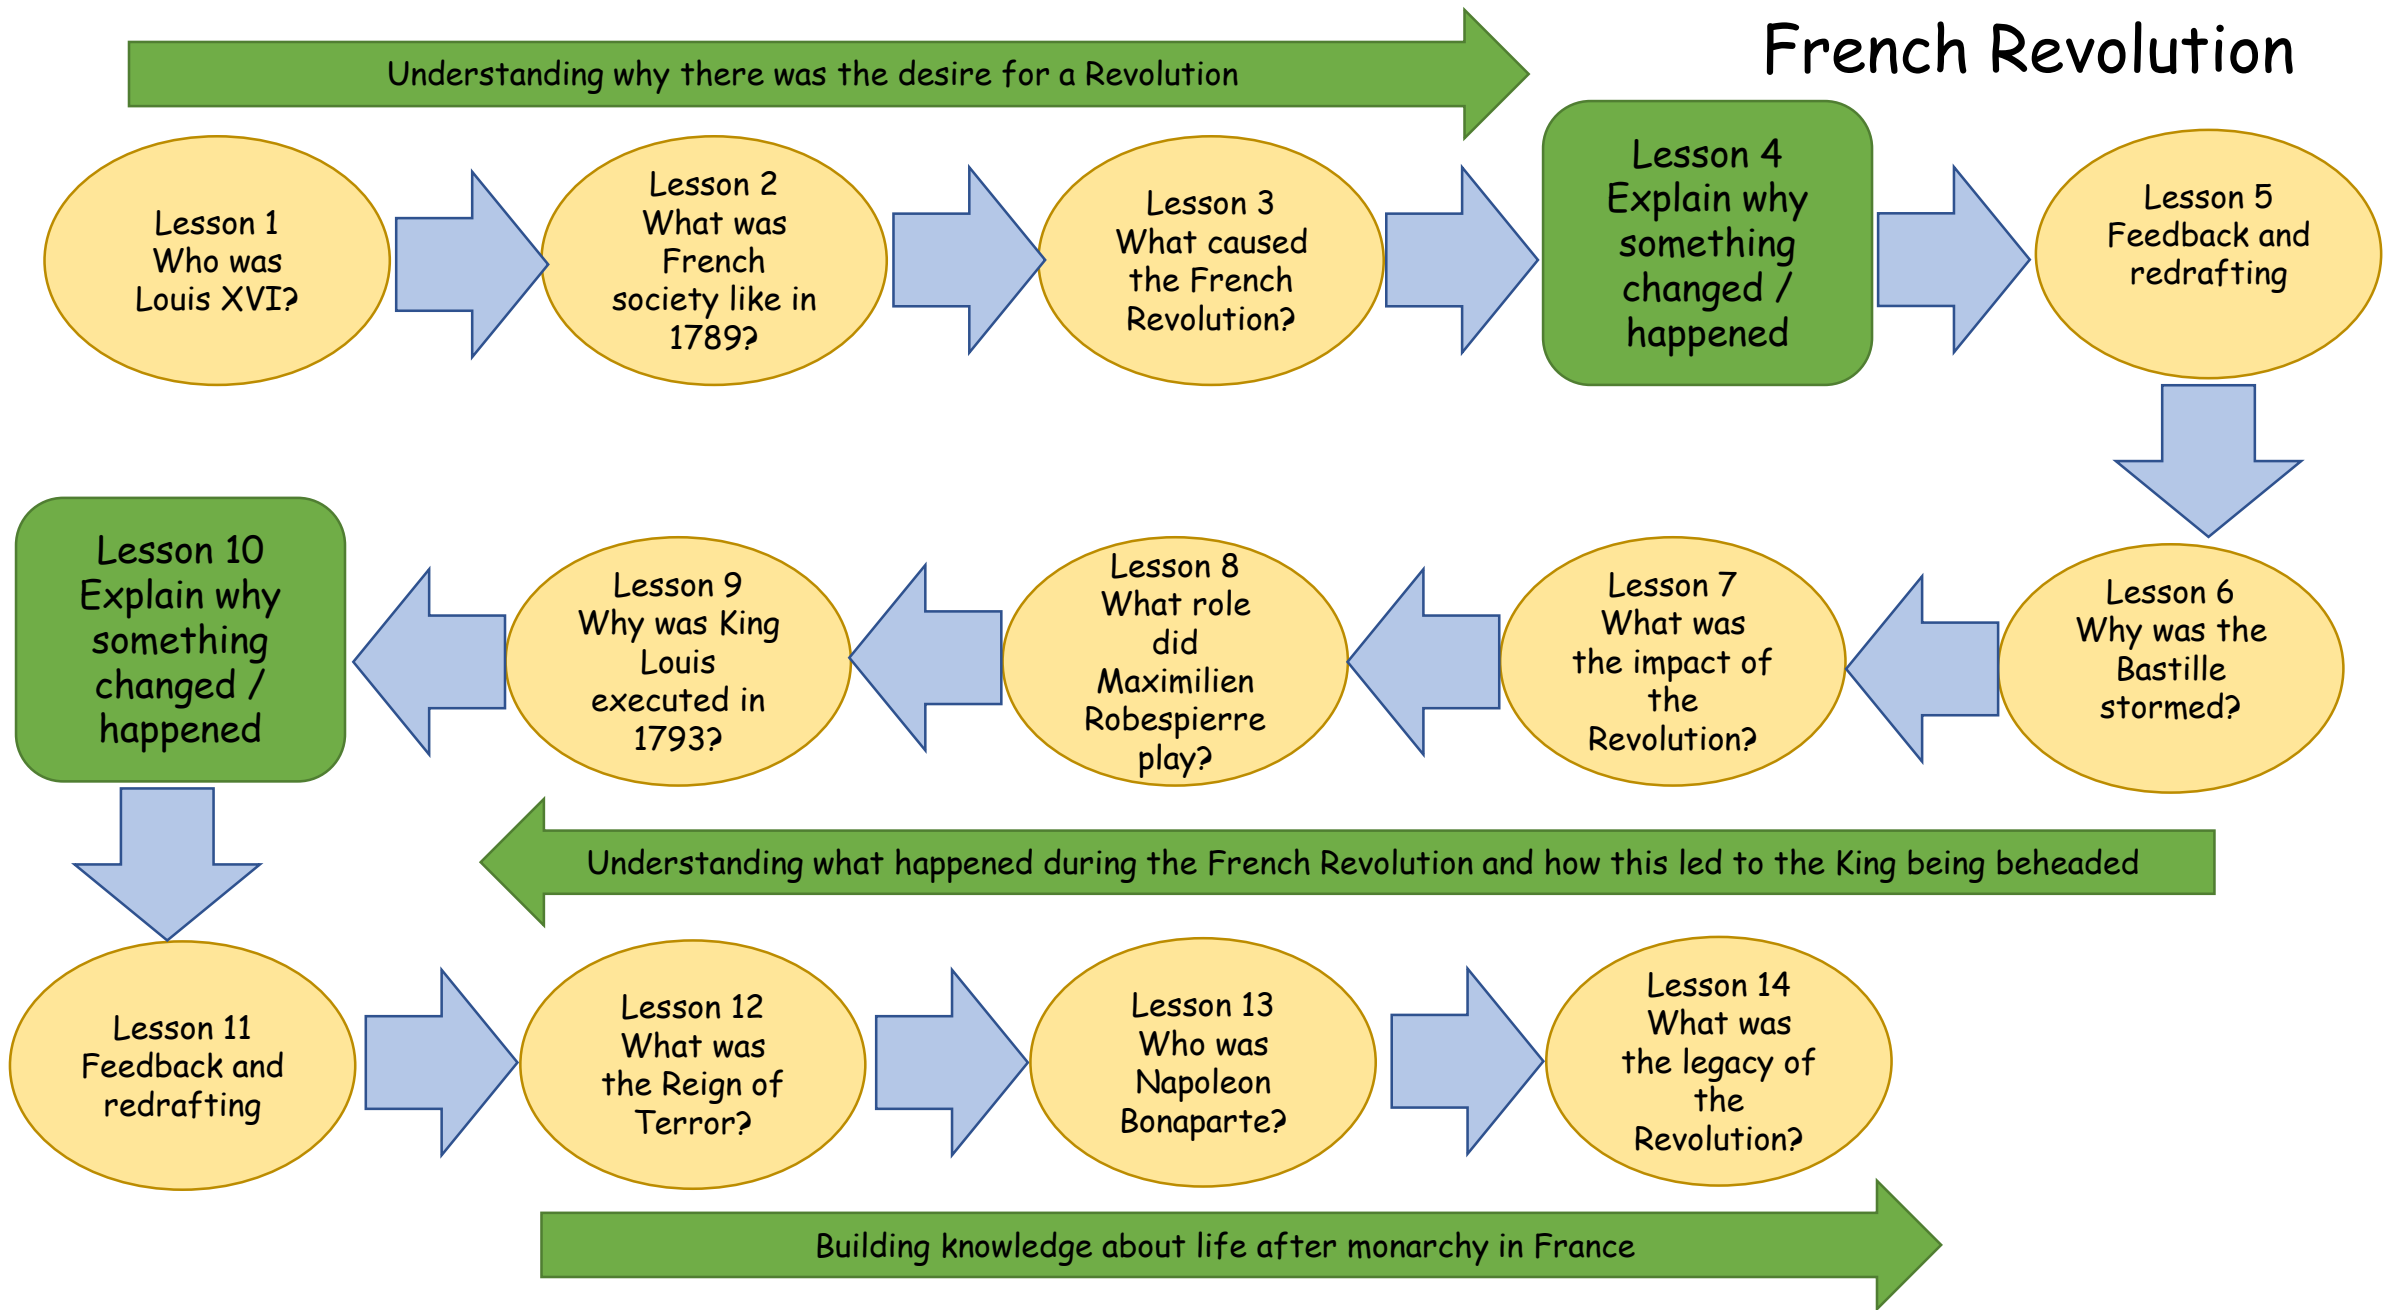 French Revolution
Understanding why there was the desire for a Revolution
Lesson 1
Who was
Louis XVI?
Lesson 2
What was
French
society like in
1789?
Lesson 3
What caused
the French
Revolution?
Lesson 4
Explain why
something
changed /
happened
Lesson 5
Feedback and
redrafting
Lesson 6
Why was the
Bastille
stormed?
Lesson 7
What was
the impact of
the
Revolution?
Lesson 8
What role
did
Maximilien
Robespierre
play?
Lesson 9
Why was King
Louis
executed in
1793?
Lesson 10
Explain why
something
changed /
happened
Understanding what happened during the French Revolution and how this led to the King being beheaded
Lesson 11
Feedback and
redrafting
Lesson 12
What was
the Reign of
Terror?
Lesson 13
Who was
Napoleon
Bonaparte?
Lesson 14
What was
the legacy of
the
Revolution?
Building knowledge about life after monarchy in France